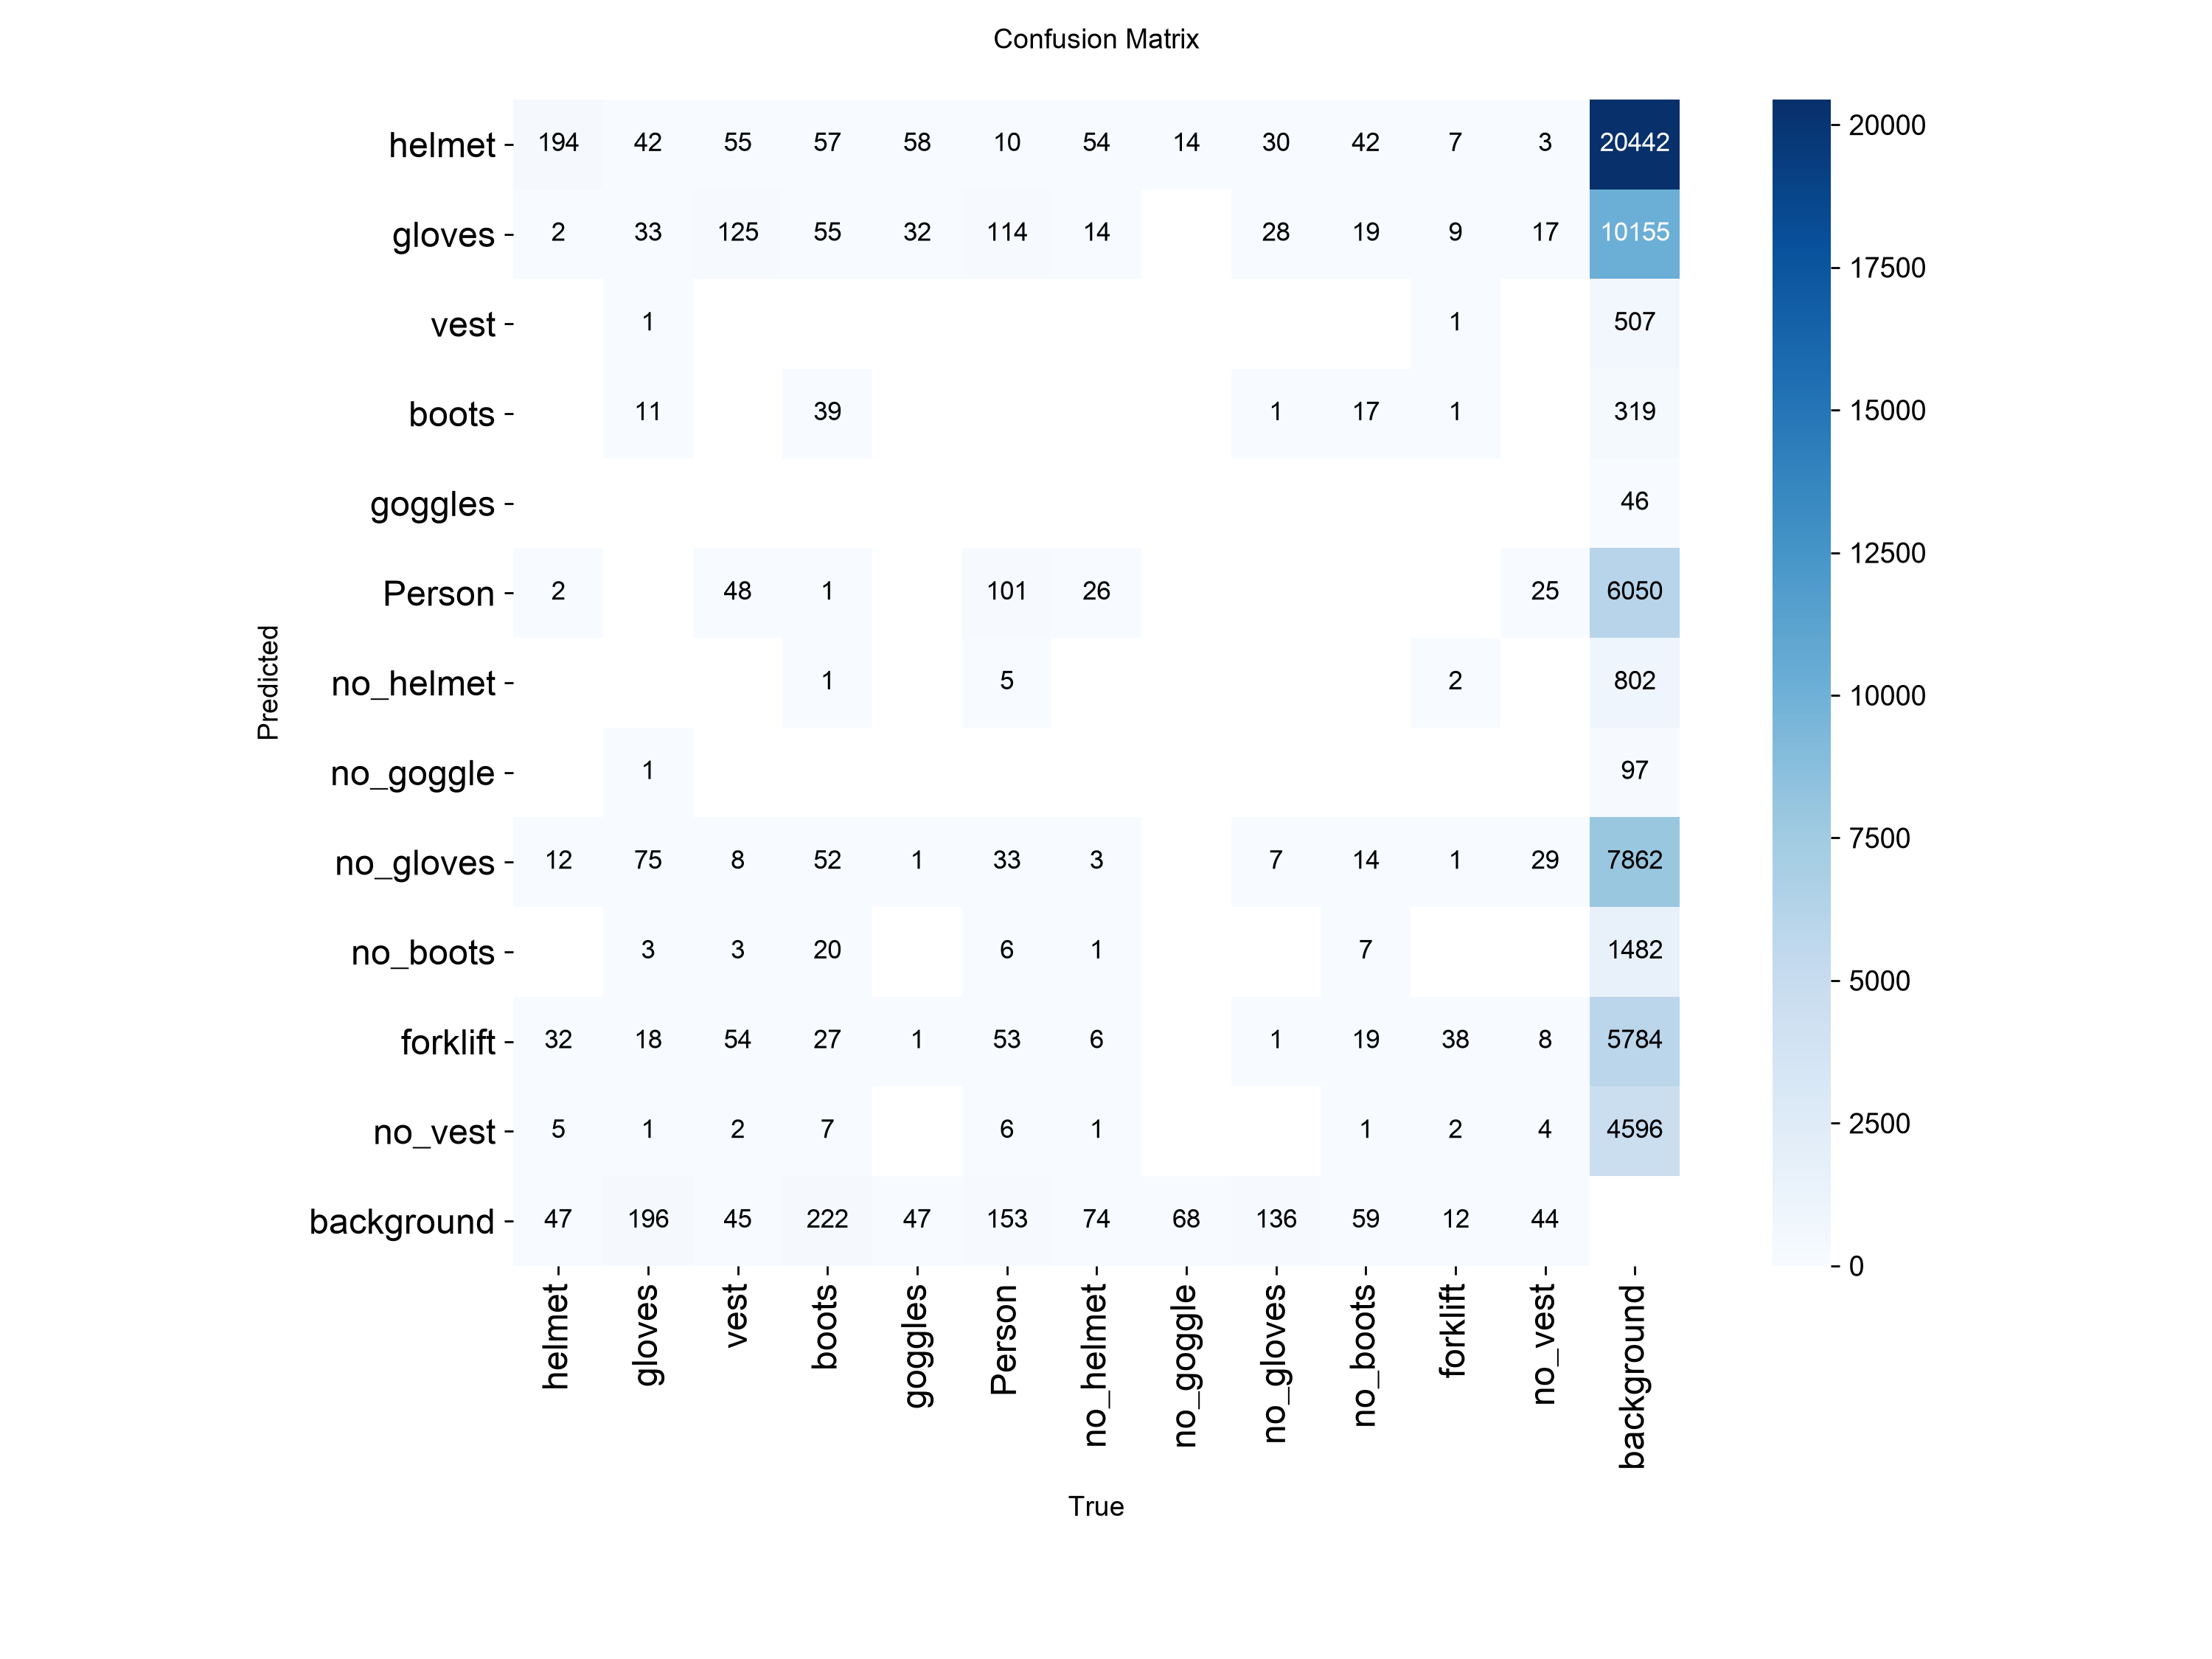 Confusion Matrix
helmet 194 42 55 57 58 10 54 14 30 42 7 3 20442
gloves 2 33 125 55 32 114 14 28 19 9 17 10155
vest 1 1 507
boots 11 39 1 17 1 319
goggles 46
Person 2 48 1 101 26 25 6050
no_helmet 1 5 2 802
no_goggle 1 97
no_gloves 12 75 8 52 1 33 3 7 14 1 29 7862
no_boots 3 3 20 6 1 7 1482
forklift 32 18 54 27 1 53 6 1 19 38 8 5784
no_vest 5 1 2 7 6 1 1 2 4 4596
background 47 196 45 222 47 153 74 68 136 59 12 44
helmet gloves vest boots goggles Person no_helmet no_goggle no_gloves no_boots forklift no_vest background
True
Predicted
20000
17500
15000
12500
10000
7500
5000
2500
0